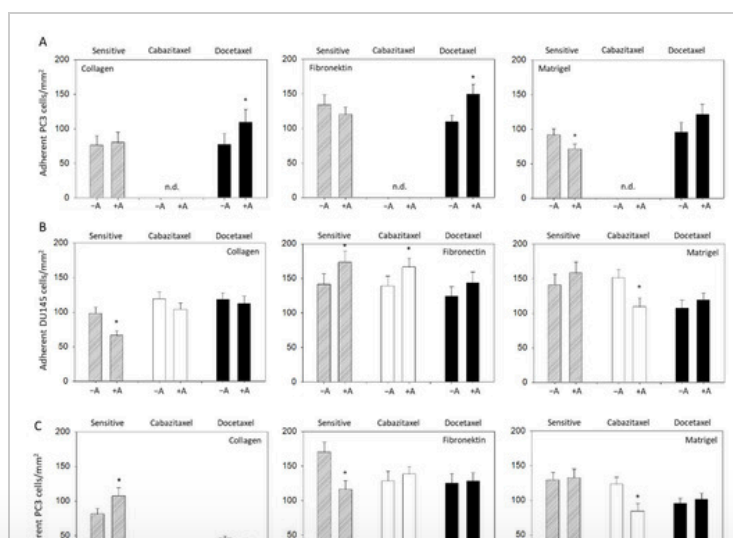 A
Sensitive Cabazitaxel Docetaxel
Sensitive Cabazitaxel Docetaxel
Sensitive Cabazitaxel Docetaxel
Adherent PC3 cells/mm²
200
150
100
50
0
Collagen
n.d.
*
−A +A −A +A −A +A
200
150
100
50
0
Fibronektin
n.d.
*
−A +A −A +A −A +A
200
150
100
50
0
Matrigel
*
n.d.
−A +A −A +A −A +A
B
Sensitive Cabazitaxel Docetaxel
Sensitive Cabazitaxel Docetaxel
Sensitive Cabazitaxel Docetaxel
Adherent DU145 cells/mm²
200
150
100
50
0
Collagen
*
−A +A −A +A −A +A
200
150
100
50
0
Fibronectin
* *
−A +A −A +A −A +A
200
150
100
50
0
Matrigel
*
−A +A −A +A −A +A
C
Sensitive Cabazitaxel Docetaxel
Sensitive Cabazitaxel Docetaxel
Sensitive Cabazitaxel Docetaxel
PC3 cells/mm²
200
150
100
50
Collagen
*
200
150
100
50
Fibronektin
*
200
150
100
50
Matrigel
*